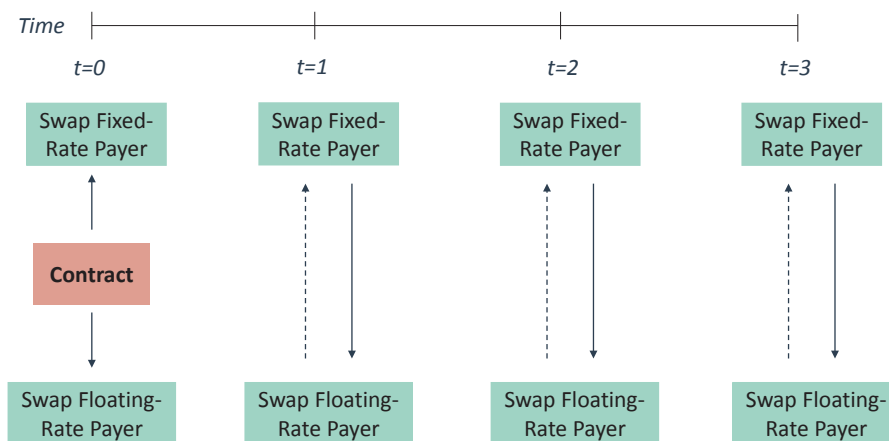 Time
t=0 t=1 t=2 t=3
Swap Fixed- Swap Fixed- Swap Fixed- Swap Fixed-
Rate Payer Rate Payer Rate Payer Rate Payer
Contract
Swap Floating- Swap Floating- Swap Floating- Swap Floating-
Rate Payer Rate Payer Rate Payer Rate Payer